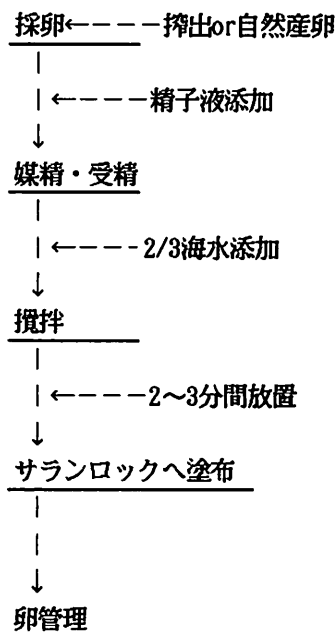 採卵←----搾出or自然産卵
|
|←----精子液添加
↓
媒精・受精
|
|←----2/3海水添加
↓
攪拌
|
|←----2～3分間放置
↓
サランロックへ塗布
|
|
↓
卵管理